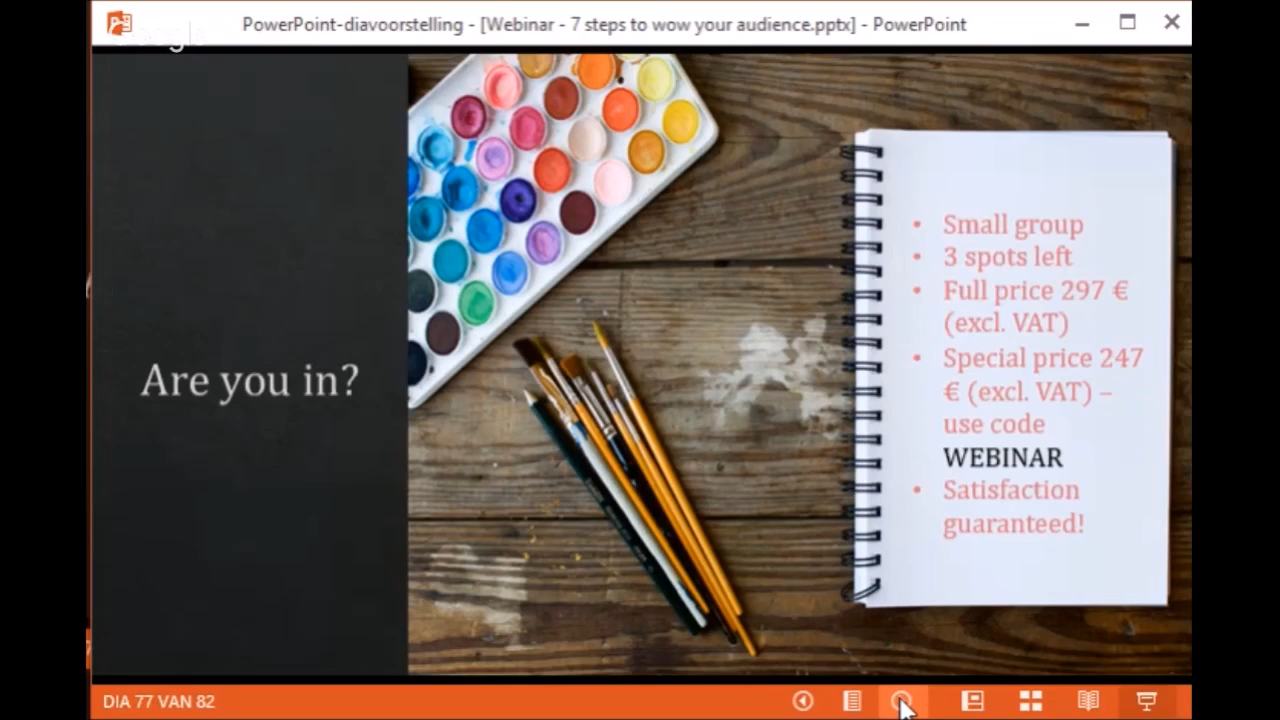 PowerPoint-diavoorstelling - [Webinar - 7 steps to wow your audience.pptx] - PowerPoint
Are you in?
• Small group
• 3 spots left
• Full price 297 €
(excl. VAT)
• Special price 247
€ (excl. VAT) –
use code
WEBINAR
• Satisfaction
guaranteed!
DIA 77 VAN 82